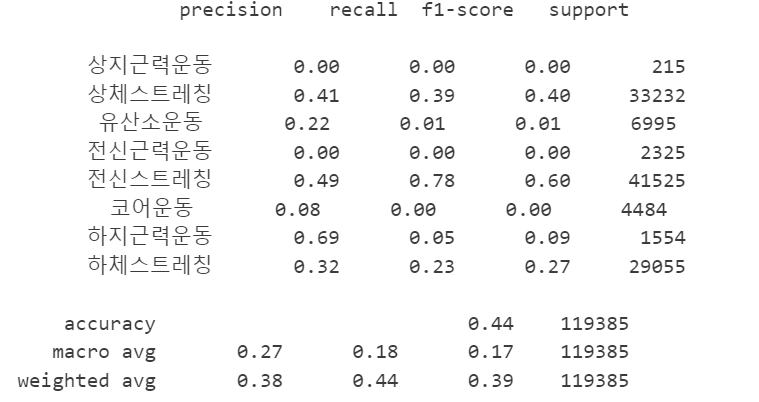 precision recall f1-score support
상지근력운동 0.00 0.00 0.00 215
상체스트레칭 0.41 0.39 0.40 33232
유산소운동 0.22 0.01 0.01 6995
전신근력운동 0.00 0.00 0.00 2325
전신스트레칭 0.49 0.78 0.60 41525
코어운동 0.08 0.00 0.00 4484
하지근력운동 0.69 0.05 0.09 1554
하체스트레칭 0.32 0.23 0.27 29055
accuracy 0.44 119385
macro avg 0.27 0.18 0.17 119385
weighted avg 0.38 0.44 0.39 119385